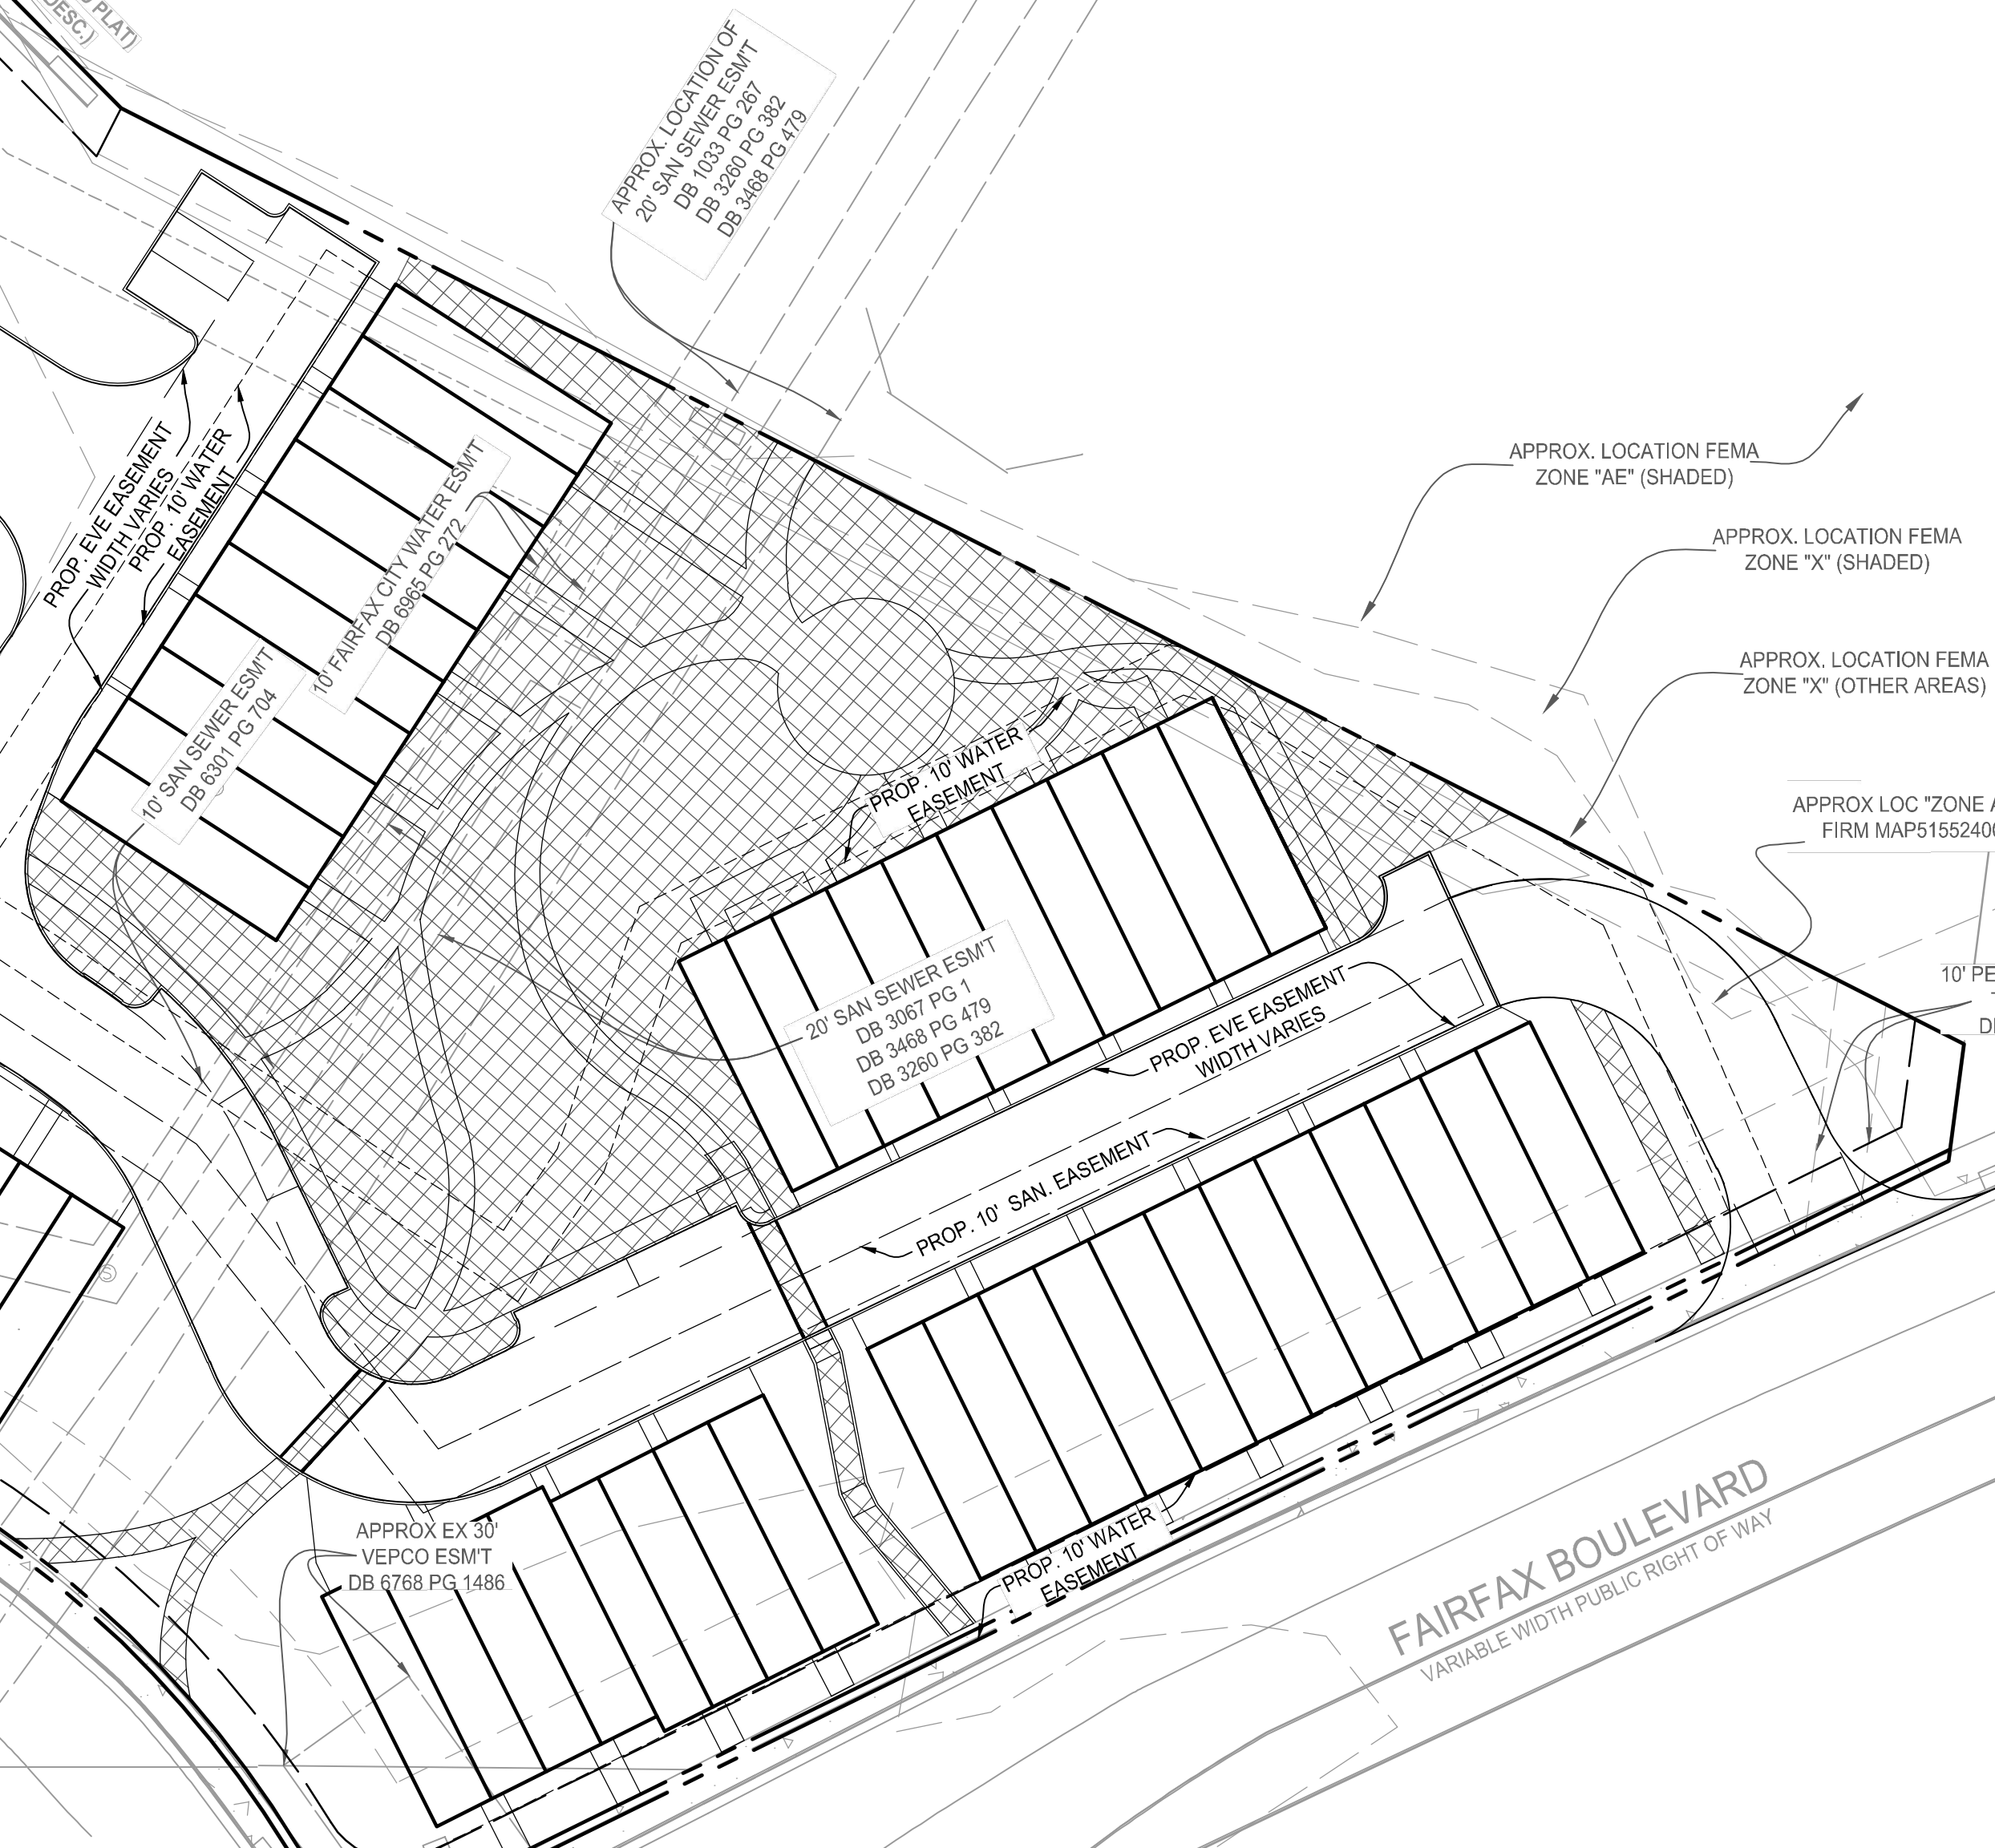 PLAT)
DESC.)
APPROX. LOCATION OF
20' SAN SEWER ESM'T
DB 1033 PG 267
DB 3260 PG 382
DB 3468 PG 479
APPROX. LOCATION FEMA
ZONE "AE" (SHADED)
APPROX. LOCATION FEMA
ZONE "X" (SHADED)
APPROX. LOCATION FEMA
ZONE "X" (OTHER AREAS)
APPROX LOC "ZONE A
FIRM MAP5155240
10' PE
D
PROP. EVE EASEMENT
WIDTH VARIES
PROP. 10' WATER
EASEMENT
10' FAIRFAX CITY WATER ESM'T
DB 6965 PG 272
10' SAN SEWER ESM'T
DB 6301 PG 704
PROP. 10' WATER
EASEMENT
20' SAN SEWER ESM'T
DB 3067 PG 1
DB 3468 PG 479
DB 3260 PG 382
PROP. EVE EASEMENT
WIDTH VARIES
PROP. 10' SAN. EASEMENT
S
APPROX EX 30'
VEPCO ESM'T
DB 6768 PG 1486
PROP. 10' WATER
EASEMENT
FAIRFAX BOULEVARD
VARIABLE WIDTH PUBLIC RIGHT OF WAY